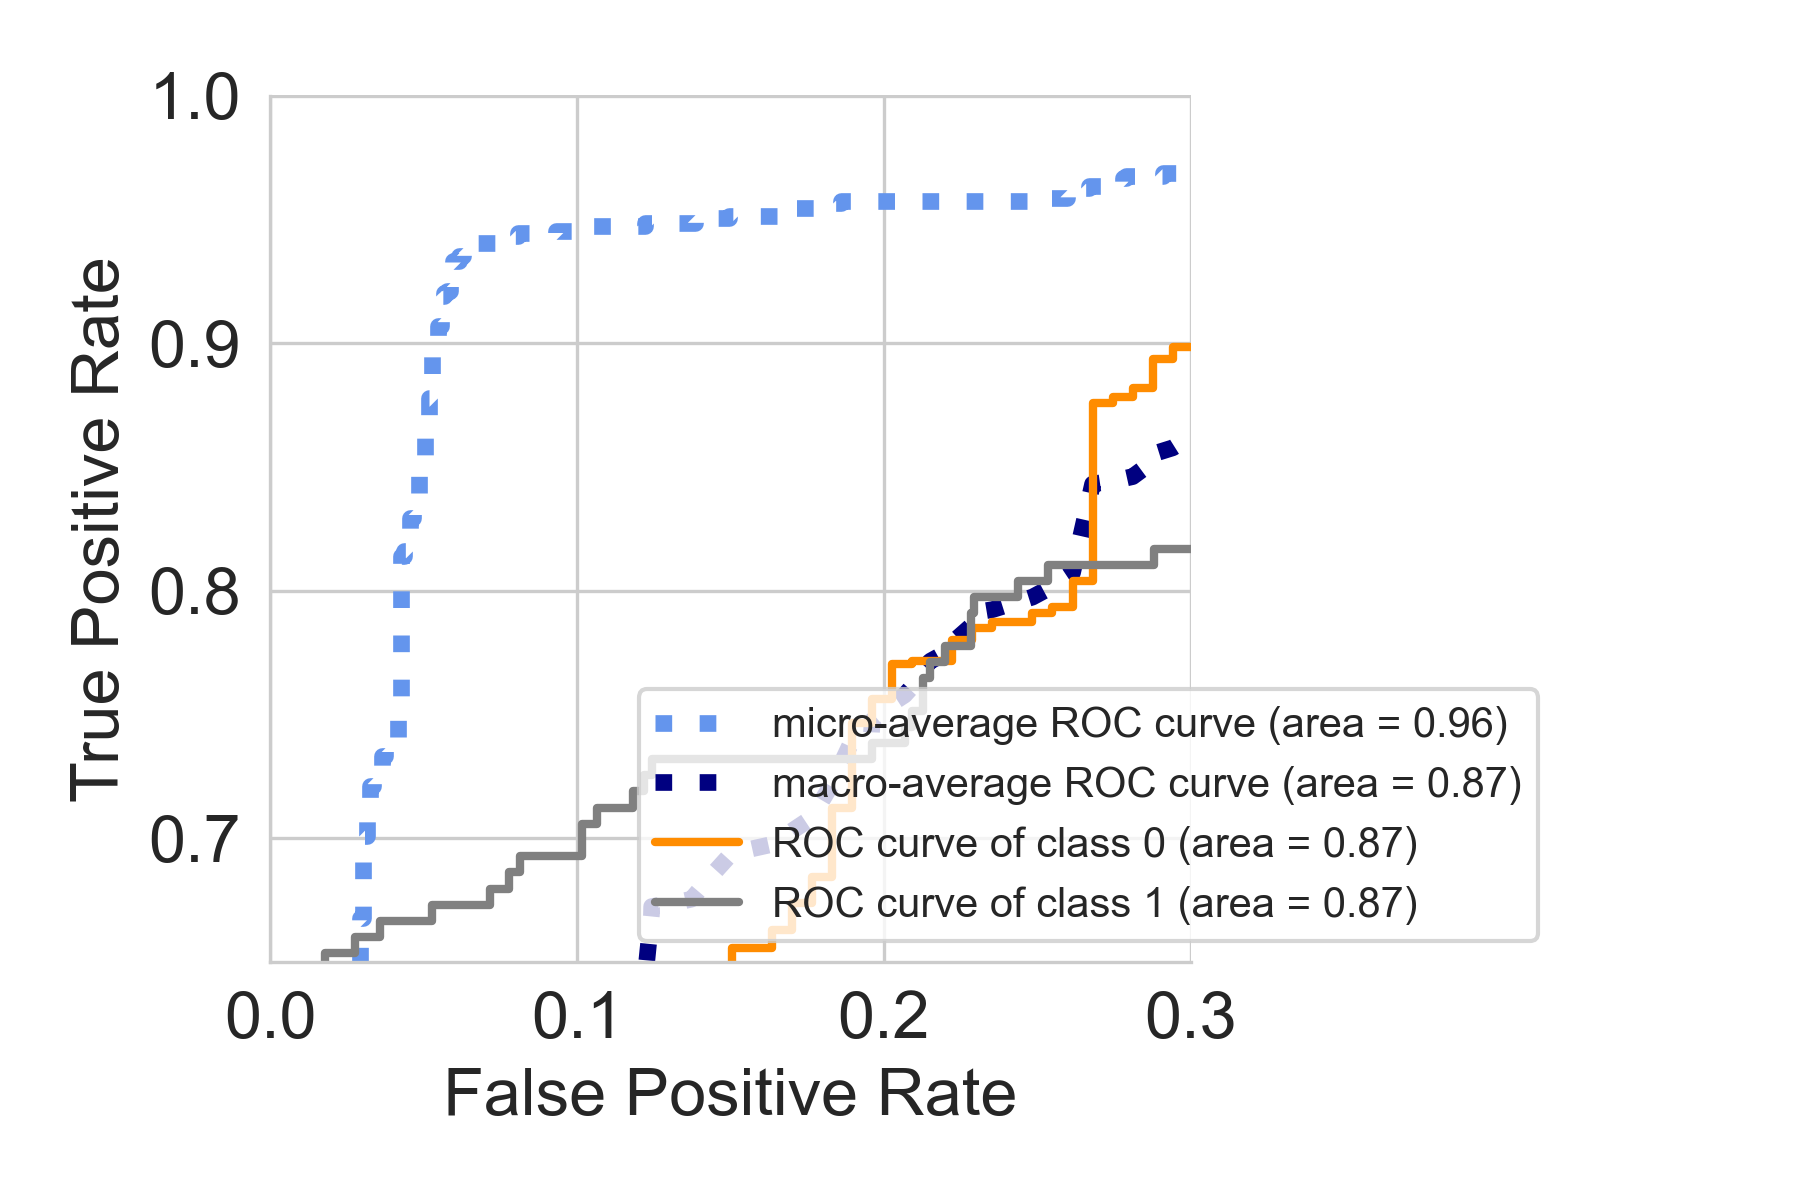 1.0
0.9
0.8
0.7
True Positive Rate
0.0 0.1 0.2 0.3
False Positive Rate
micro-average ROC curve (area = 0.96)
macro-average ROC curve (area = 0.87)
ROC curve of class 0 (area = 0.87)
ROC curve of class 1 (area = 0.87)